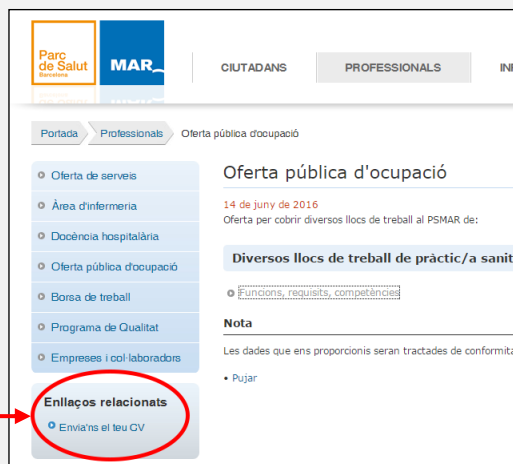 Parc
de Salut
Barcelona
MAR
CIUTADANS
PROFESSIONALS
Portada
Professionals
Oferta pública d'ocupació
Oferta de serveis
Àrea d'infermeria
Docència hospitalària
Oferta pública d'ocupació
Borsa de treball
Programa de Qualitat
Empreses i col·laboradors
Enllaços relacionats
Envia'ns el teu CV
Oferta pública d'ocupació
14 de juny de 2016
Oferta per cobrir diversos llocs de treball al PSMAR de:
Diversos llocs de treball de pràctic/a sanit
Funcions, requisits, competències
Nota
Les dades que ens proporcionis seran tractades de conformita
• Pujar